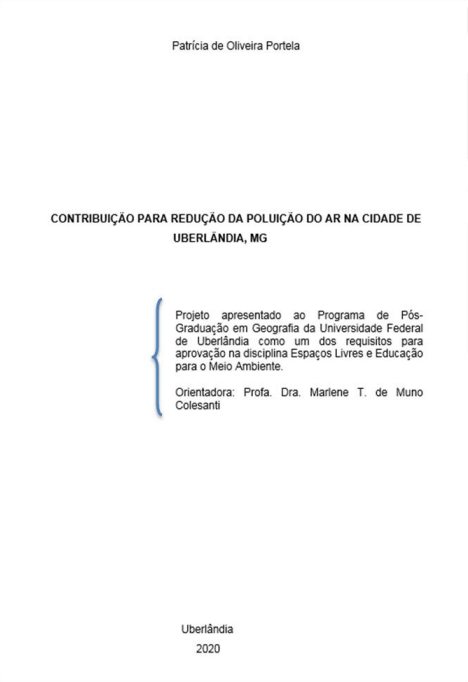 Patrícia de Oliveira Portela
CONTRIBUIÇÃO PARA REDUÇÃO DA POLUIÇÃO DO AR NA CIDADE DE
UBERLÂNDIA, MG
Projeto apresentado ao Programa de Pós-
Graduação em Geografia da Universidade Federal
de Uberlândia como um dos requisitos para
aprovação na disciplina Espaços Livres e Educação
para o Meio Ambiente.
Orientadora: Profa. Dra. Marlene T. de Muno
Colesanti
Uberlândia
2020